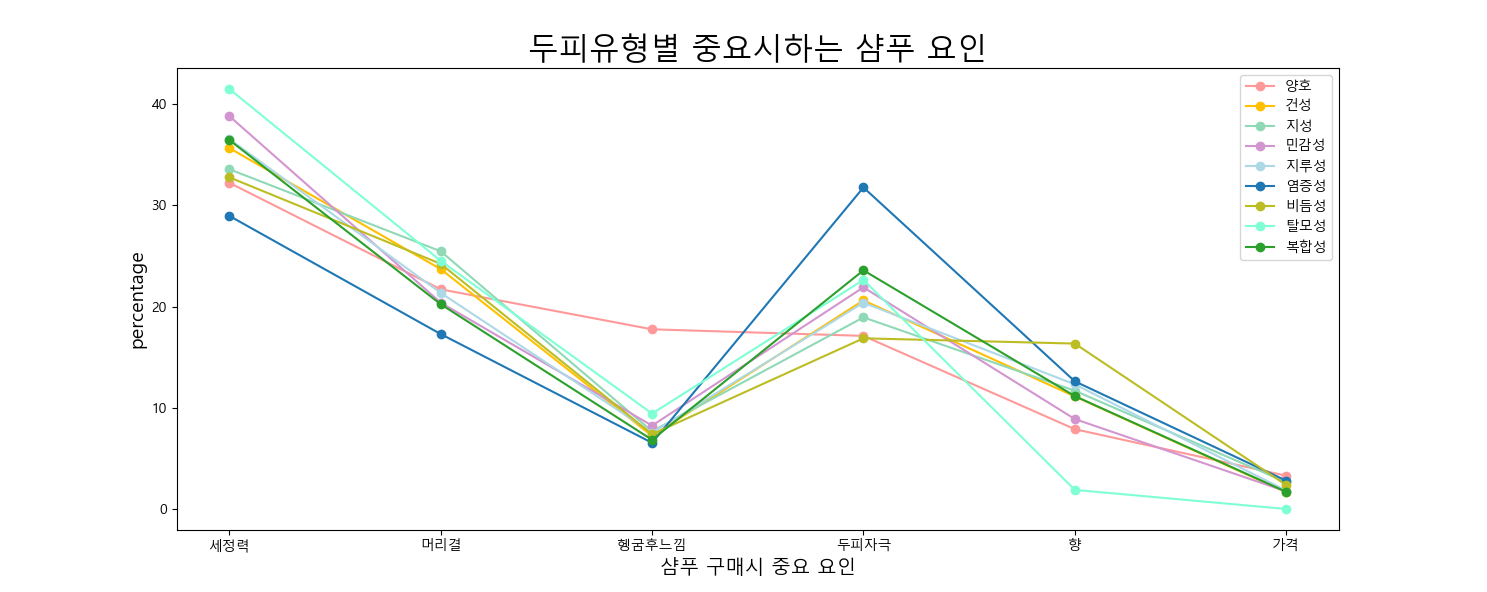 두피유형별 중요시하는 샴푸 요인
양호
건성
지성
민감성
지루성
염증성
비듬성
탈모성
복합성
percentage
40
30
20
10
0
세정력 머리결 헹굼후느낌 두피자극 향 가격
샴푸 구매시 중요 요인